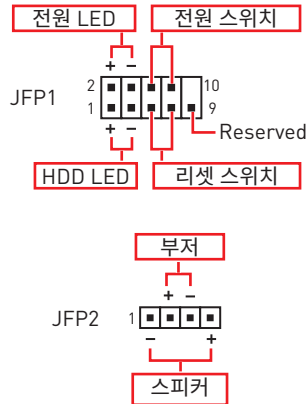 전원 LED 전원 스위치
+ −
2 10
JFP1
1 9
+ −
Reserved
HDD LED 리셋 스위치
부저
+ −
JFP2 1
− +
스피커